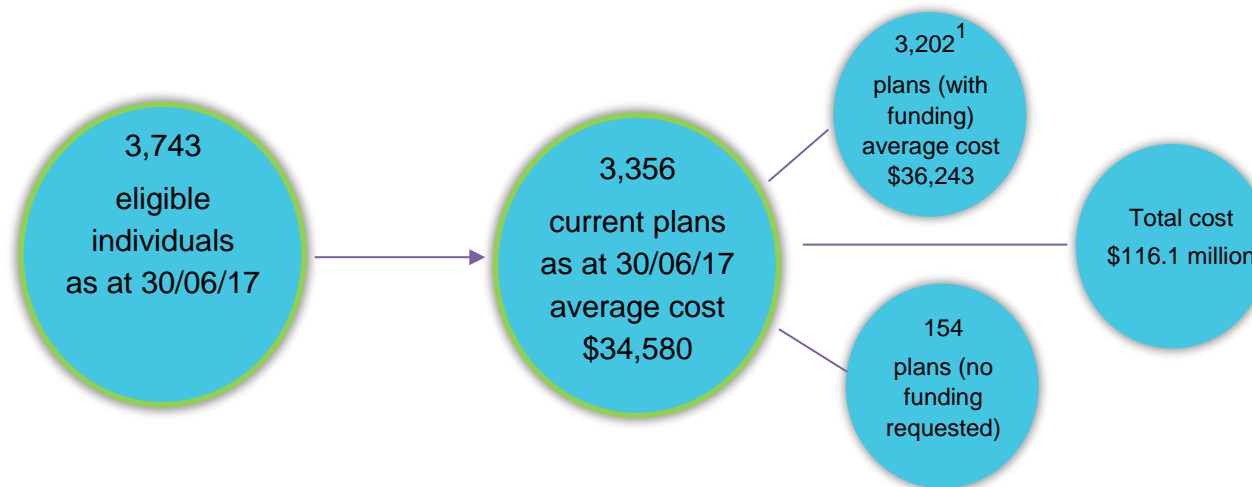 3,743
eligible
individuals
as at 30/06/17
3,356
current plans
as at 30/06/17
average cost
$34,580
3,202¹
plans (with
funding)
average cost
$36,243
Total cost
$116.1 million
154
plans (no
funding
requested)